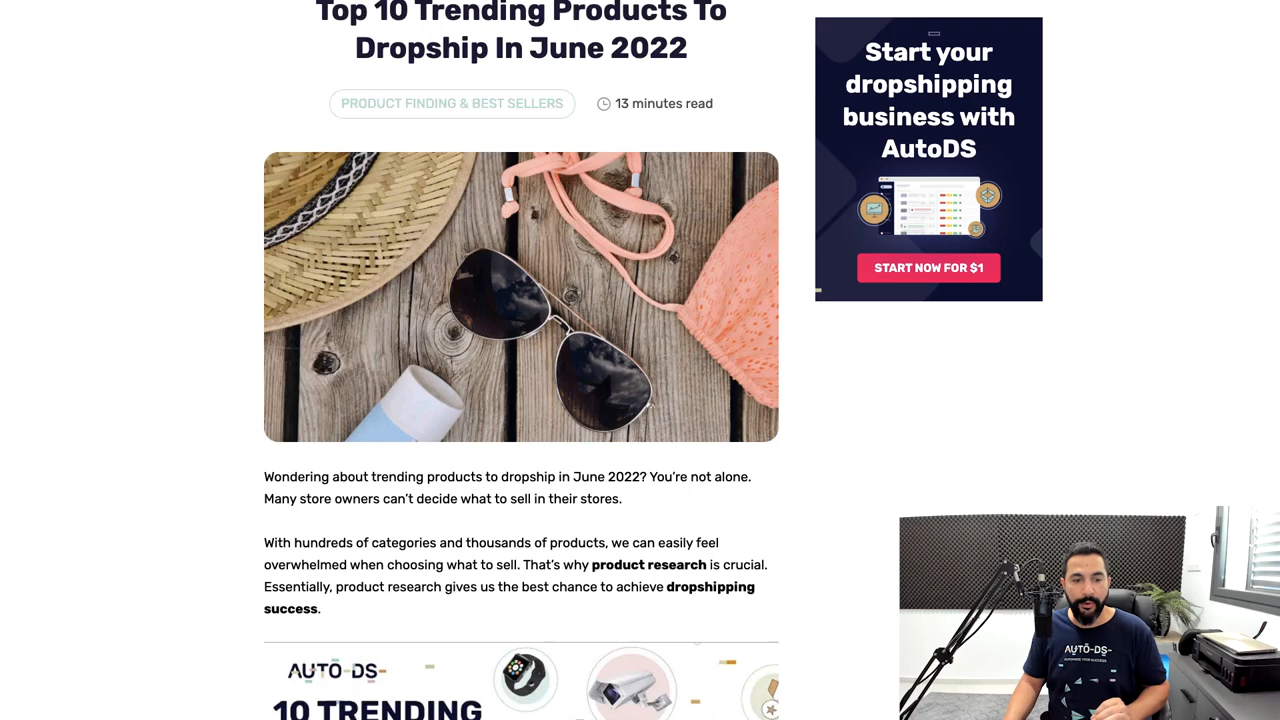 Top 10 Trending Products To
Dropship In June 2022
PRODUCT FINDING & BEST SELLERS
13 minutes read
Wondering about trending products to dropship in June 2022? You’re not alone.
Many store owners can’t decide what to sell in their stores.
With hundreds of categories and thousands of products, we can easily feel
overwhelmed when choosing what to sell. That’s why product research is crucial.
Essentially, product research gives us the best chance to achieve dropshipping
success.
AUTO-DS-
10 TRENDING
Start your
dropshipping
business with
AutoDS
START NOW FOR $1
AUTO-DS-
AUTOMATE YOUR SUCCESS